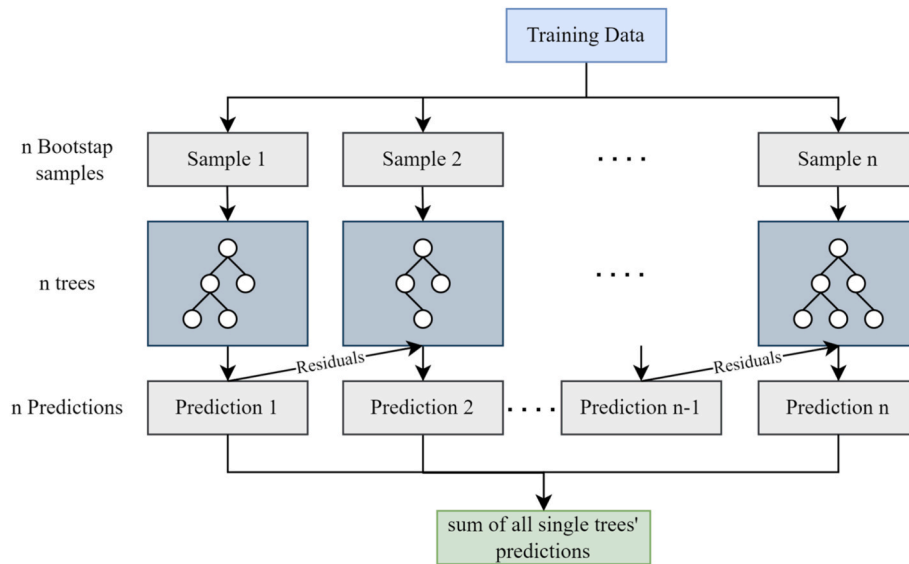 Training Data
n Bootstap
samples
Sample 1
Sample 2
. . . .
Sample n
n trees
. . . .
Residuals
Residuals
n Predictions
Prediction 1
Prediction 2
. . . .
Prediction n-1
Prediction n
sum of all single trees'
predictions